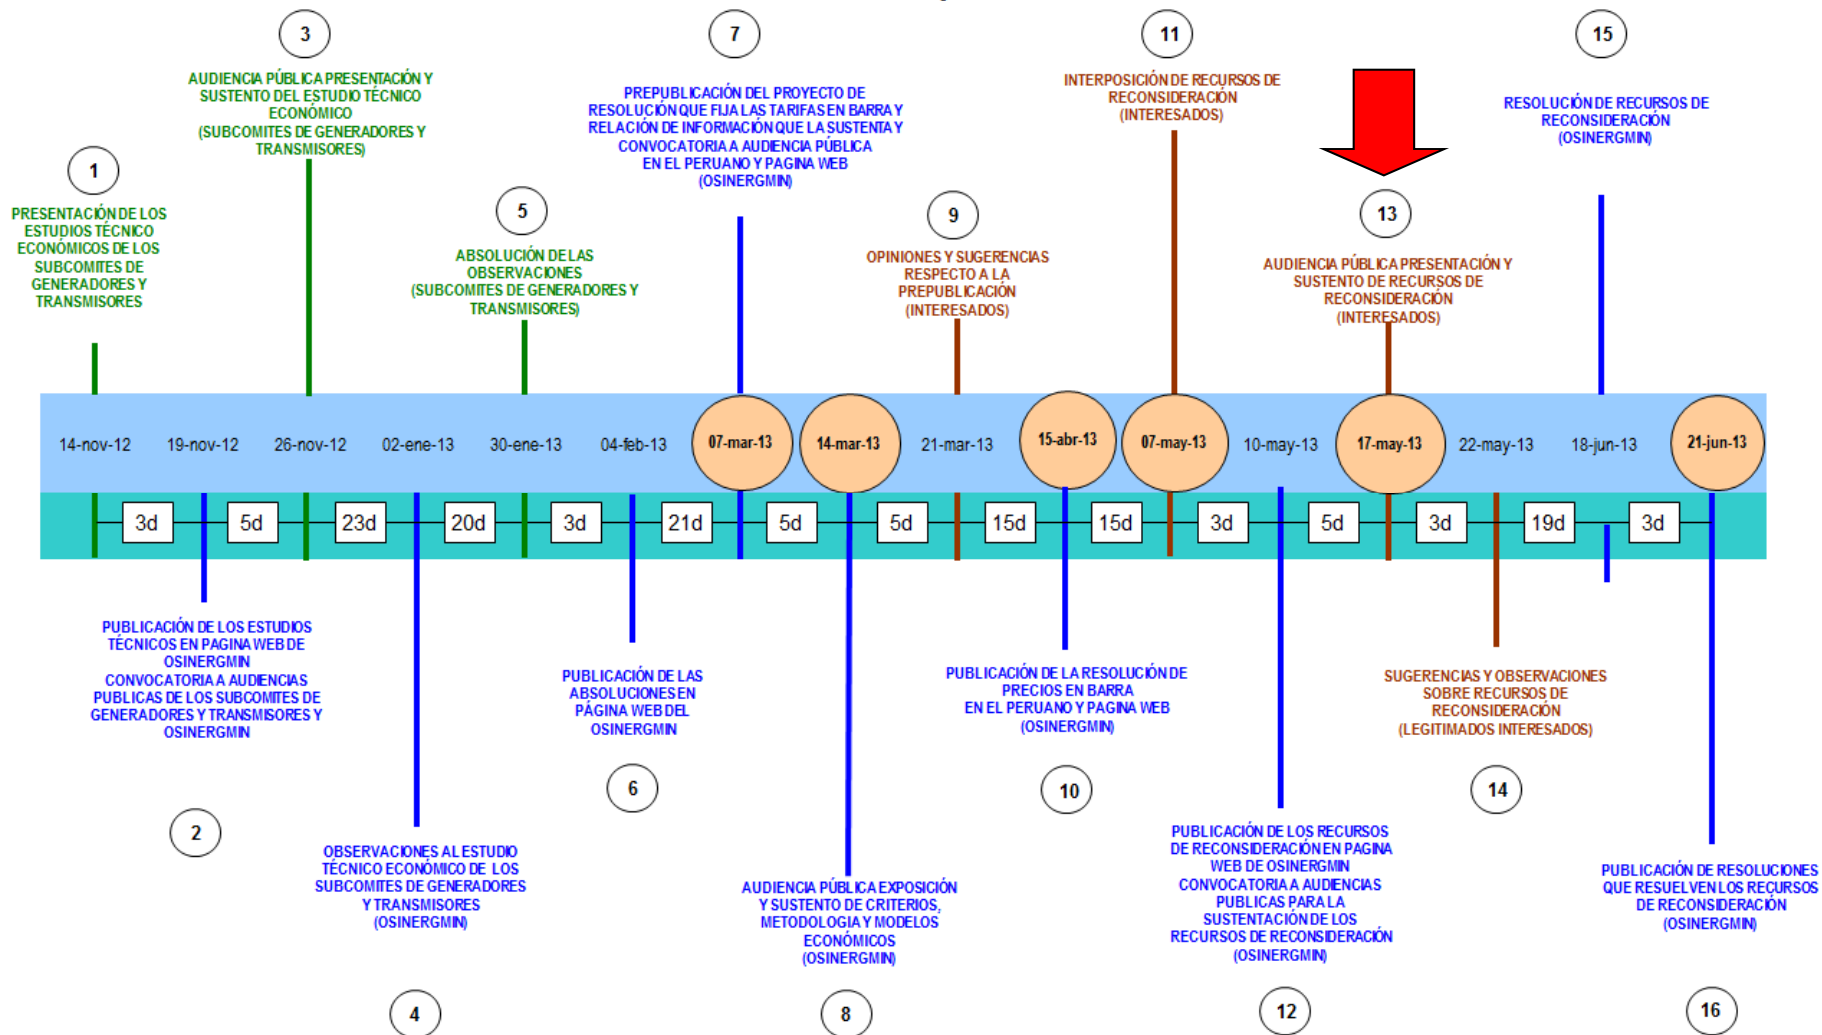 3
AUDIENCIA PÚBLICA PRESENTACIÓN Y
SUSTENTO DEL ESTUDIO TÉCNICO
ECONÓMICO
(SUBCOMITES DE GENERADORES Y
TRANSMISORES)
7
PREPUBLICACIÓN DEL PROYECTO DE
RESOLUCIÓN QUE FIJA LAS TARIFAS EN BARRA Y
RELACIÓN DE INFORMACIÓN QUE LA SUSTENTA Y
CONVOCATORIA A AUDIENCIA PÚBLICA
EN EL PERUANO Y PAGINA WEB
(OSINERGMIN)
11
INTERPOSICIÓN DE RECURSOS DE
RECONSIDERACIÓN
(INTERESADOS)
15
RESOLUCIÓN DE RECURSOS DE
RECONSIDERACIÓN
(OSINERGMIN)
1
PRESENTACIÓN DE LOS
ESTUDIOS TÉCNICO
ECONÓMICOS DE LOS
SUBCOMITES DE
GENERADORES Y
TRANSMISORES
5
ABSOLUCIÓN DE LAS
OBSERVACIONES
(SUBCOMITES DE GENERADORES Y
TRANSMISORES)
9
OPINIONES Y SUGERENCIAS
RESPECTO A LA
PREPUBLICACIÓN
(INTERESADOS)
13
AUDIENCIA PÚBLICA PRESENTACIÓN Y
SUSTENTO DE RECURSOS DE
RECONSIDERACIÓN
(INTERESADOS)
14-nov-12 19-nov-12 26-nov-12 02-ene-13 30-ene-13 04-feb-13 07-mar-13 14-mar-13 21-mar-13 15-abr-13 07-may-13 10-may-13 17-may-13 22-may-13 18-jun-13 21-jun-13
3d 5d 23d 20d 3d 21d 5d 5d 15d 15d 3d 5d 3d 19d 3d
PUBLICACIÓN DE LOS ESTUDIOS
TÉCNICOS EN PAGINA WEB DE
OSINERGMIN
CONVOCATORIA A AUDIENCIAS
PUBLICAS DE LOS SUBCOMITES DE
GENERADORES Y TRANSMISORES Y
OSINERGMIN
2
OBSERVACIONES AL ESTUDIO
TÉCNICO ECONÓMICO DE LOS
SUBCOMITES DE GENERADORES
Y TRANSMISORES
(OSINERGMIN)
4
PUBLICACIÓN DE LAS
ABSOLUCIONES EN
PÁGINA WEB DEL
OSINERGMIN
6
AUDIENCIA PÚBLICA EXPOSICIÓN
Y SUSTENTO DE CRITERIOS,
METODOLOGIA Y MODELOS
ECONÓMICOS
(OSINERGMIN)
8
PUBLICACIÓN DE LA RESOLUCIÓN DE
PRECIOS EN BARRA
EN EL PERUANO Y PAGINA WEB
(OSINERGMIN)
10
PUBLICACIÓN DE LOS RECURSOS
DE RECONSIDERACIÓN EN PAGINA
WEB DE OSINERGMIN
CONVOCATORIA A AUDIENCIAS
PUBLICAS PARA LA
SUSTENTACIÓN DE LOS
RECURSOS DE RECONSIDERACIÓN
(OSINERGMIN)
12
SUGERENCIAS Y OBSERVACIONES
SOBRE RECURSOS DE
RECONSIDERACIÓN
(LEGITIMADOS INTERESADOS)
14
PUBLICACIÓN DE RESOLUCIONES
QUE RESUELVEN LOS RECURSOS
DE RECONSIDERACIÓN
(OSINERGMIN)
16